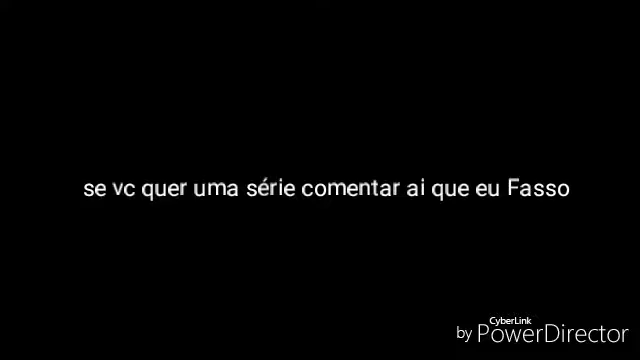 se vc quer uma série comentar ai que eu Fasso
CyberLink
by PowerDirector